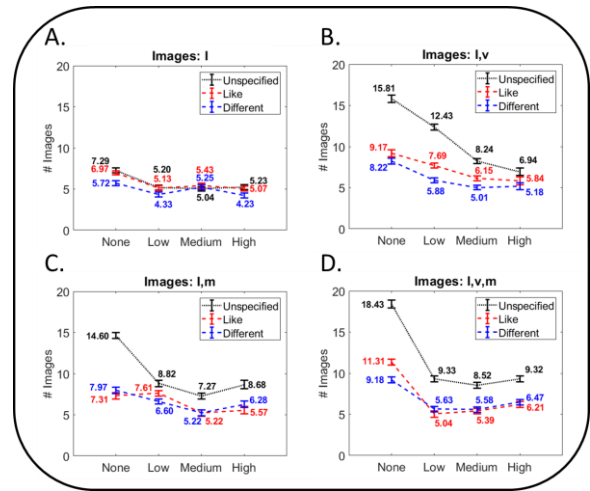 A.
Images: I
Unspecified
Like
Different
# Images
20
15
10
5
0
7.29
6.97
5.72
5.20
5.13
4.33
5.43
5.25
5.04
5.23
5.07
4.23
None Low Medium High
B.
Images: I,v
Unspecified
Like
Different
# Images
20
15
10
5
0
15.81
9.17
8.22
12.43
7.69
5.88
8.24
6.15
5.01
6.94
5.84
5.18
None Low Medium High
C.
Images: I,m
Unspecified
Like
Different
# Images
20
15
10
5
0
14.60
7.97
7.31
8.82
7.61
6.60
7.27
5.22
5.22
8.68
6.28
5.57
None Low Medium High
D.
Images: I,v,m
Unspecified
Like
Different
# Images
20
15
10
5
0
18.43
11.31
9.18
9.33
5.63
5.04
8.52
5.58
5.39
9.32
6.47
6.21
None Low Medium High